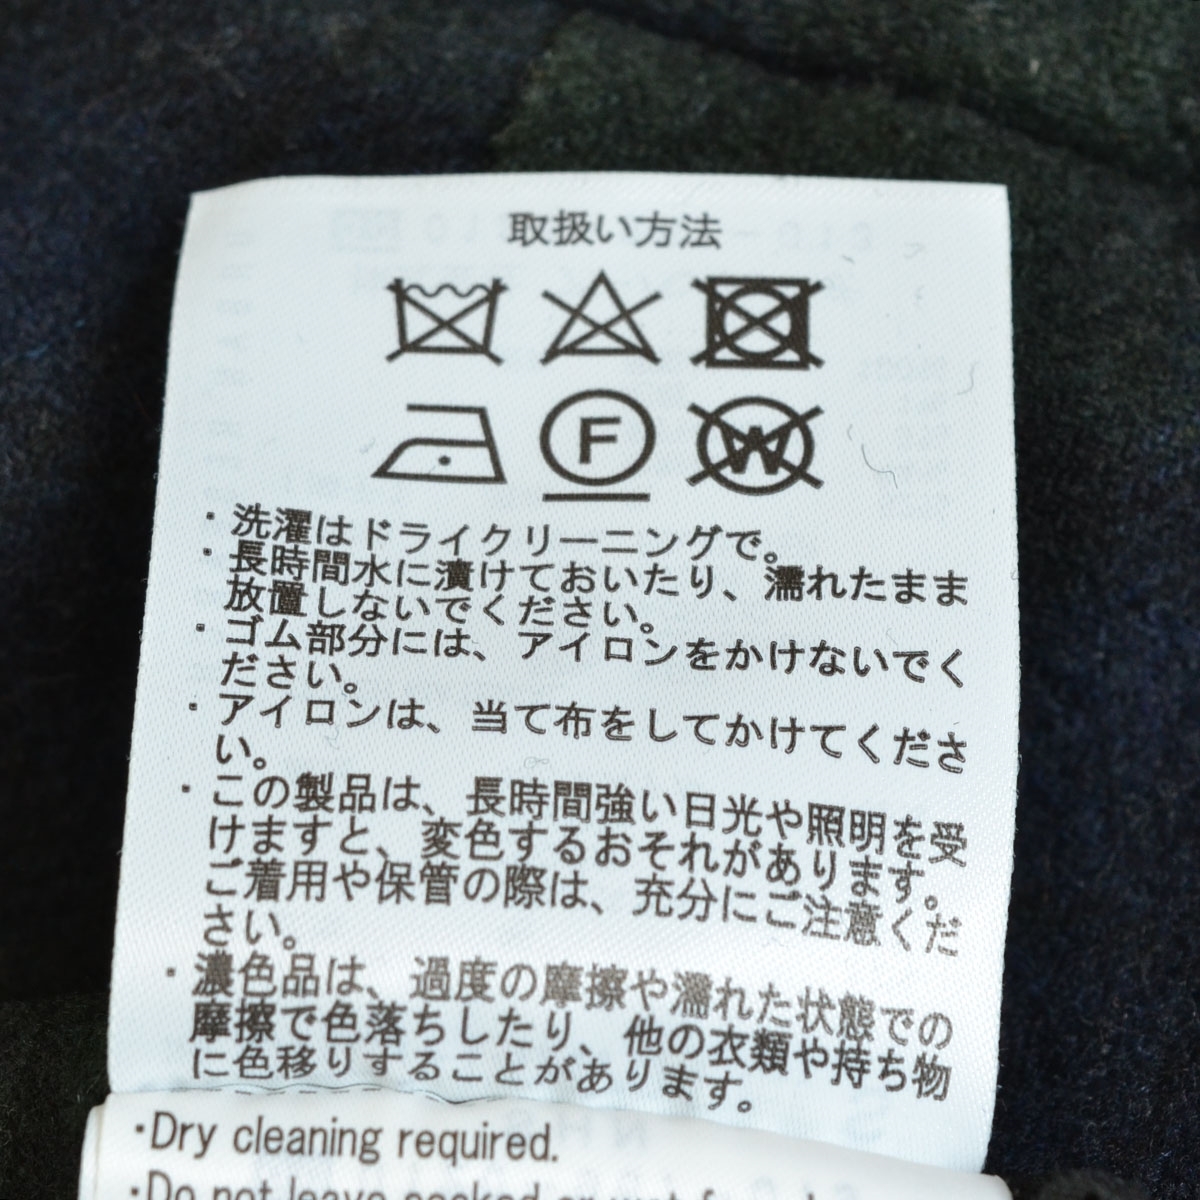 取扱い方法
F W
・洗濯はドライクリーニングで。
・長時間水に漬けておいたり、濡れたまま
放置しないでください。
・ゴム部分には、アイロンをかけないでく
ださい。
・アイロンは、当て布をしてかけてくださ
い。
・この製品は、長時間強い日光や照明を受
けますと、変色するおそれがあります。
ご着用や保管の際は、充分にご注意くだ
さい。
・濃色品は、過度の摩擦や濡れた状態での
摩擦で色落ちしたり、他の衣類や持ち物
に色移りすることがあります。
・Dry cleaning required.
・Do not leave soaked or wet for